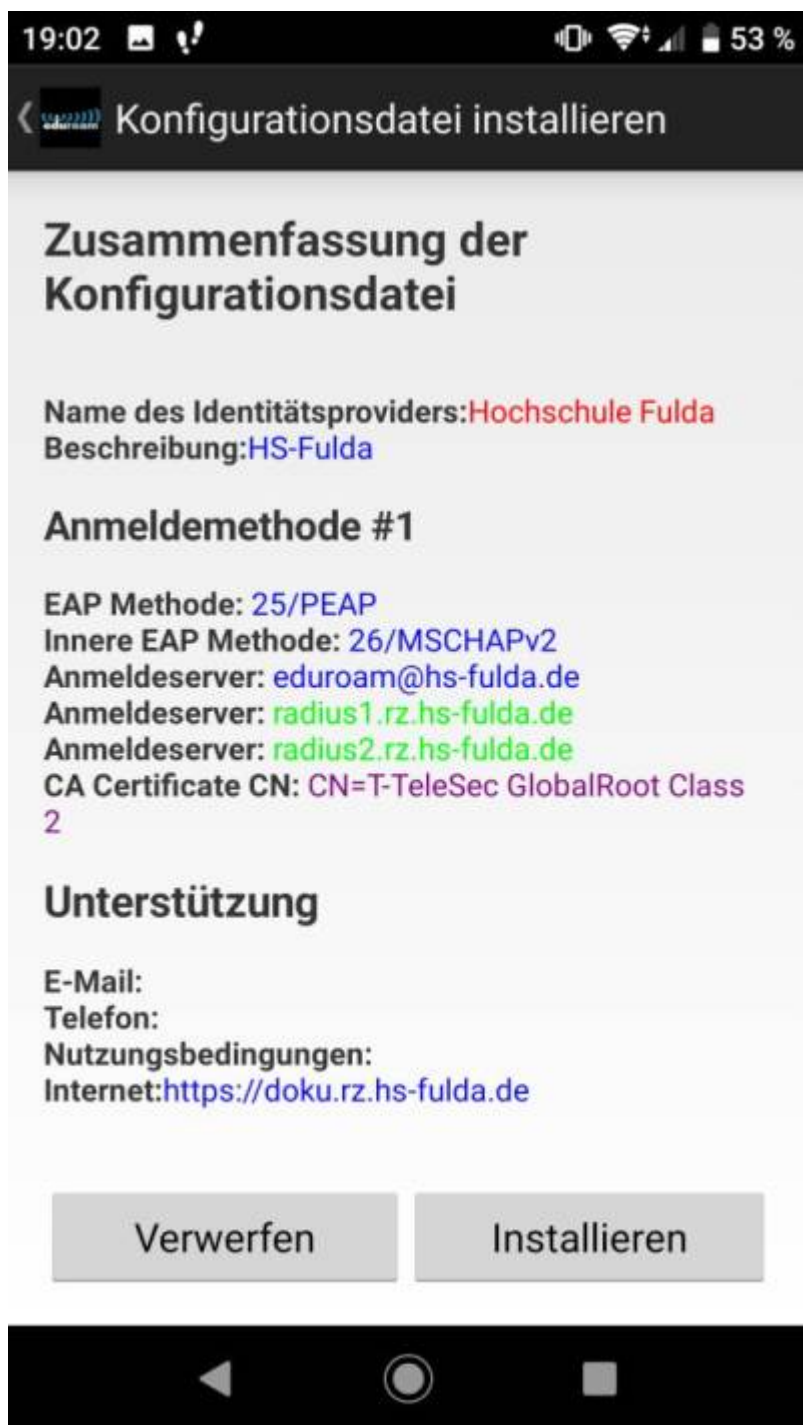 19:02
53 %
eduroam
Konfigurationsdatei installieren
Zusammenfassung der
Konfigurationsdatei
Name des Identitätsproviders:Hochschule Fulda
Beschreibung:HS-Fulda
Anmeldemethode #1
EAP Methode: 25/PEAP
Innere EAP Methode: 26/MSCHAPv2
Anmeldeserver: eduroam@hs-fulda.de
Anmeldeserver: radius1.rz.hs-fulda.de
Anmeldeserver: radius2.rz.hs-fulda.de
CA Certificate CN: CN=T-TeleSec GlobalRoot Class
2
Unterstützung
E-Mail:
Telefon:
Nutzungsbedingungen:
Internet:https://doku.rz.hs-fulda.de
Verwerfen
Installieren